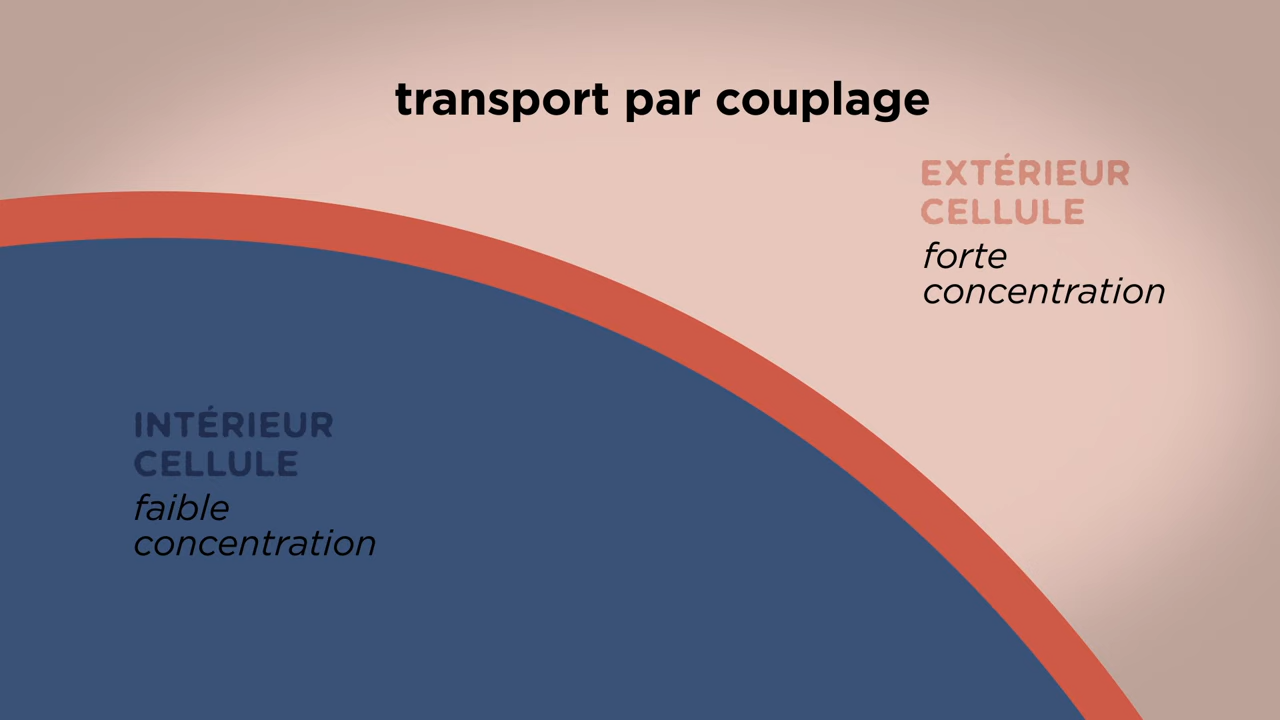 transport par couplage
EXTÉRIEUR
CELLULE
forte
concentration
INTÉRIEUR
CELLULE
faible
concentration